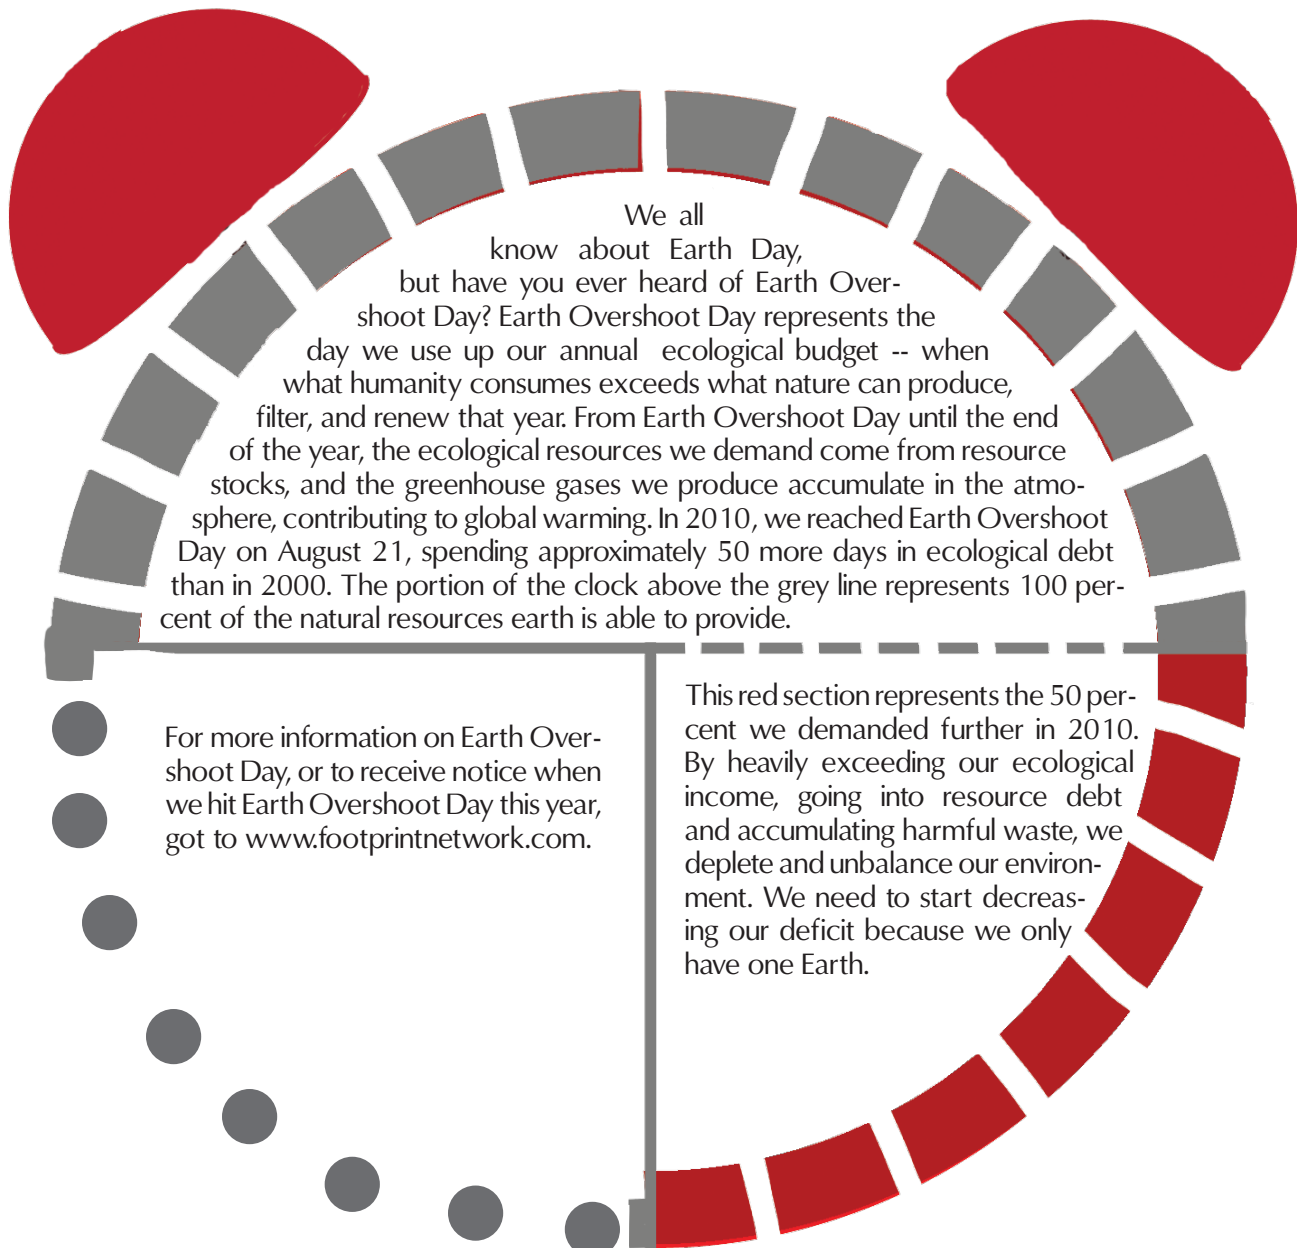 We all
know about Earth Day,
but have you ever heard of Earth Over-
shoot Day? Earth Overshoot Day represents the
day we use up our annual ecological budget -- when
what humanity consumes exceeds what nature can produce,
filter, and renew that year. From Earth Overshoot Day until the end
of the year, the ecological resources we demand come from resource
stocks, and the greenhouse gases we produce accumulate in the atmo-
sphere, contributing to global warming. In 2010, we reached Earth Overshoot
Day on August 21, spending approximately 50 more days in ecological debt
than in 2000. The portion of the clock above the grey line represents 100 per-
cent of the natural resources earth is able to provide.
For more information on Earth Over-
shoot Day, or to receive notice when
we hit Earth Overshoot Day this year,
got to www.footprintnetwork.com.
This red section represents the 50 per-
cent we demanded further in 2010.
By heavily exceeding our ecological
income, going into resource debt
and accumulating harmful waste, we
deplete and unbalance our environ-
ment. We need to start decreas-
ing our deficit because we only
have one Earth.